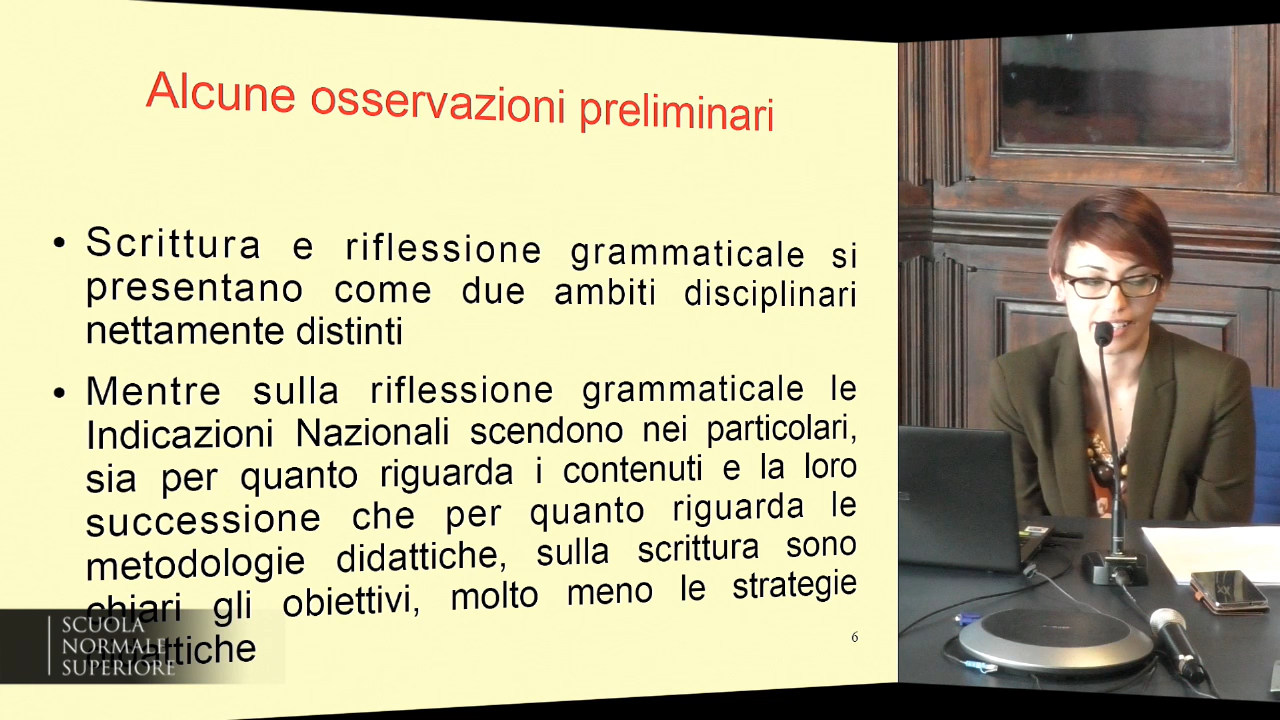 Alcune osservazioni preliminari
• Scrittura e riflessione grammaticale si
presentano come due ambiti disciplinari
nettamente distinti
• Mentre sulla riflessione grammaticale le
Indicazioni Nazionali scendono nei particolari,
sia per quanto riguarda i contenuti e la loro
successione che per quanto riguarda le
metodologie didattiche, sulla scrittura sono
chiari gli obiettivi, molto meno le strategie
didattiche
6
SCUOLA
NORMALE
SUPERIORE